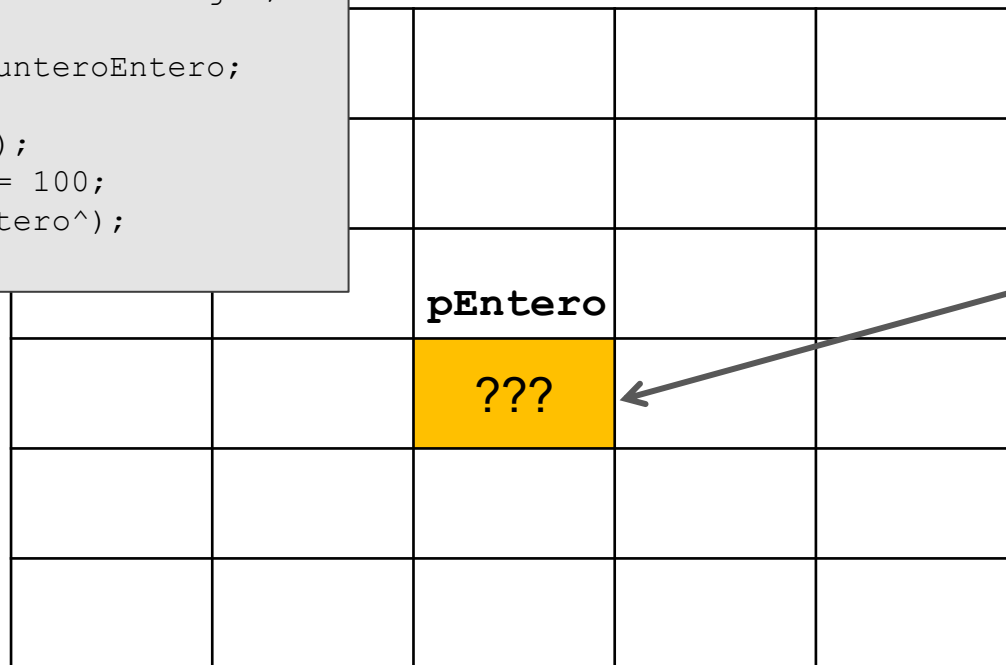 unteroEntero;
);
= 100;
tero^);
pEntero
???